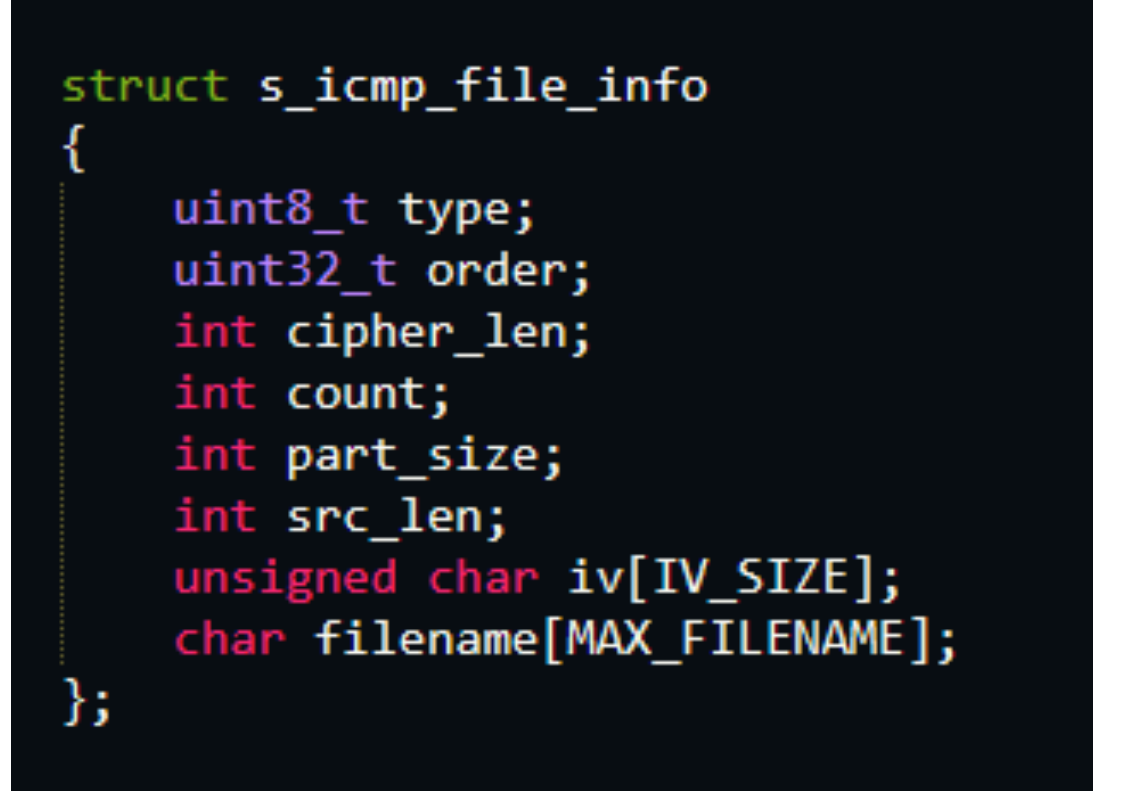 struct s_icmp_file_info
{
    uint8_t type;
    uint32_t order;
    int cipher_len;
    int count;
    int part_size;
    int src_len;
    unsigned char iv[IV_SIZE];
    char filename[MAX_FILENAME];
};